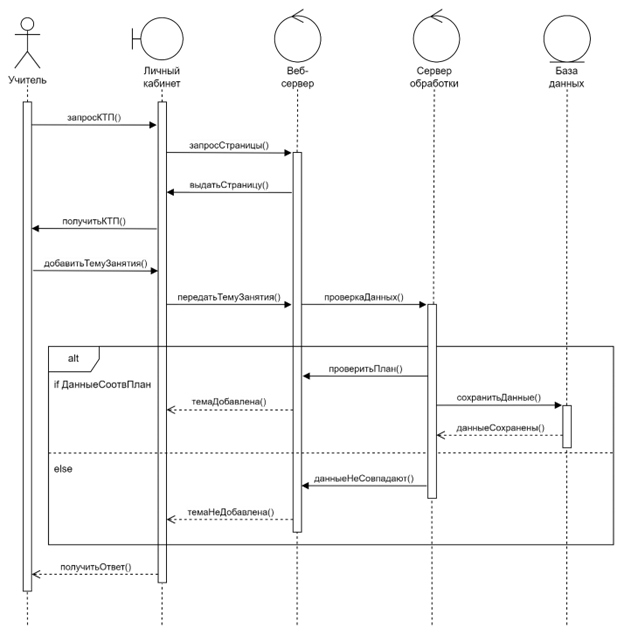 Учитель
Личный
кабинет
Веб-
сервер
Сервер
обработки
База
данных
запросКТП()
запросСтраницы()
выдатьСтраницу()
получитьКТП()
добавитьТемуЗанятия()
передатьТемуЗанятия()
проверкаДанных()
alt
if ДанныеСоотвПлан
проверитьПлан()
темаДобавлена()
сохранитьДанные()
данныеСохранены()
else
данныеНеСовпадают()
темаНеДобавлена()
получитьОтвет()